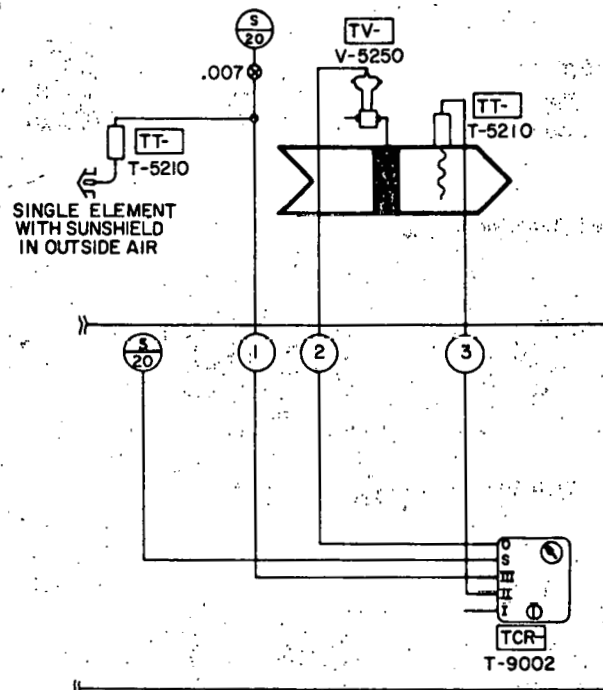 S
20
TV-
V-5250
.007
TT-
T-5210
TT-
T-5210
SINGLE ELEMENT
WITH SUNSHIELD
IN OUTSIDE AIR
S
20
1
2
3
O
S
III
II
I
T
TCR-
T-9002